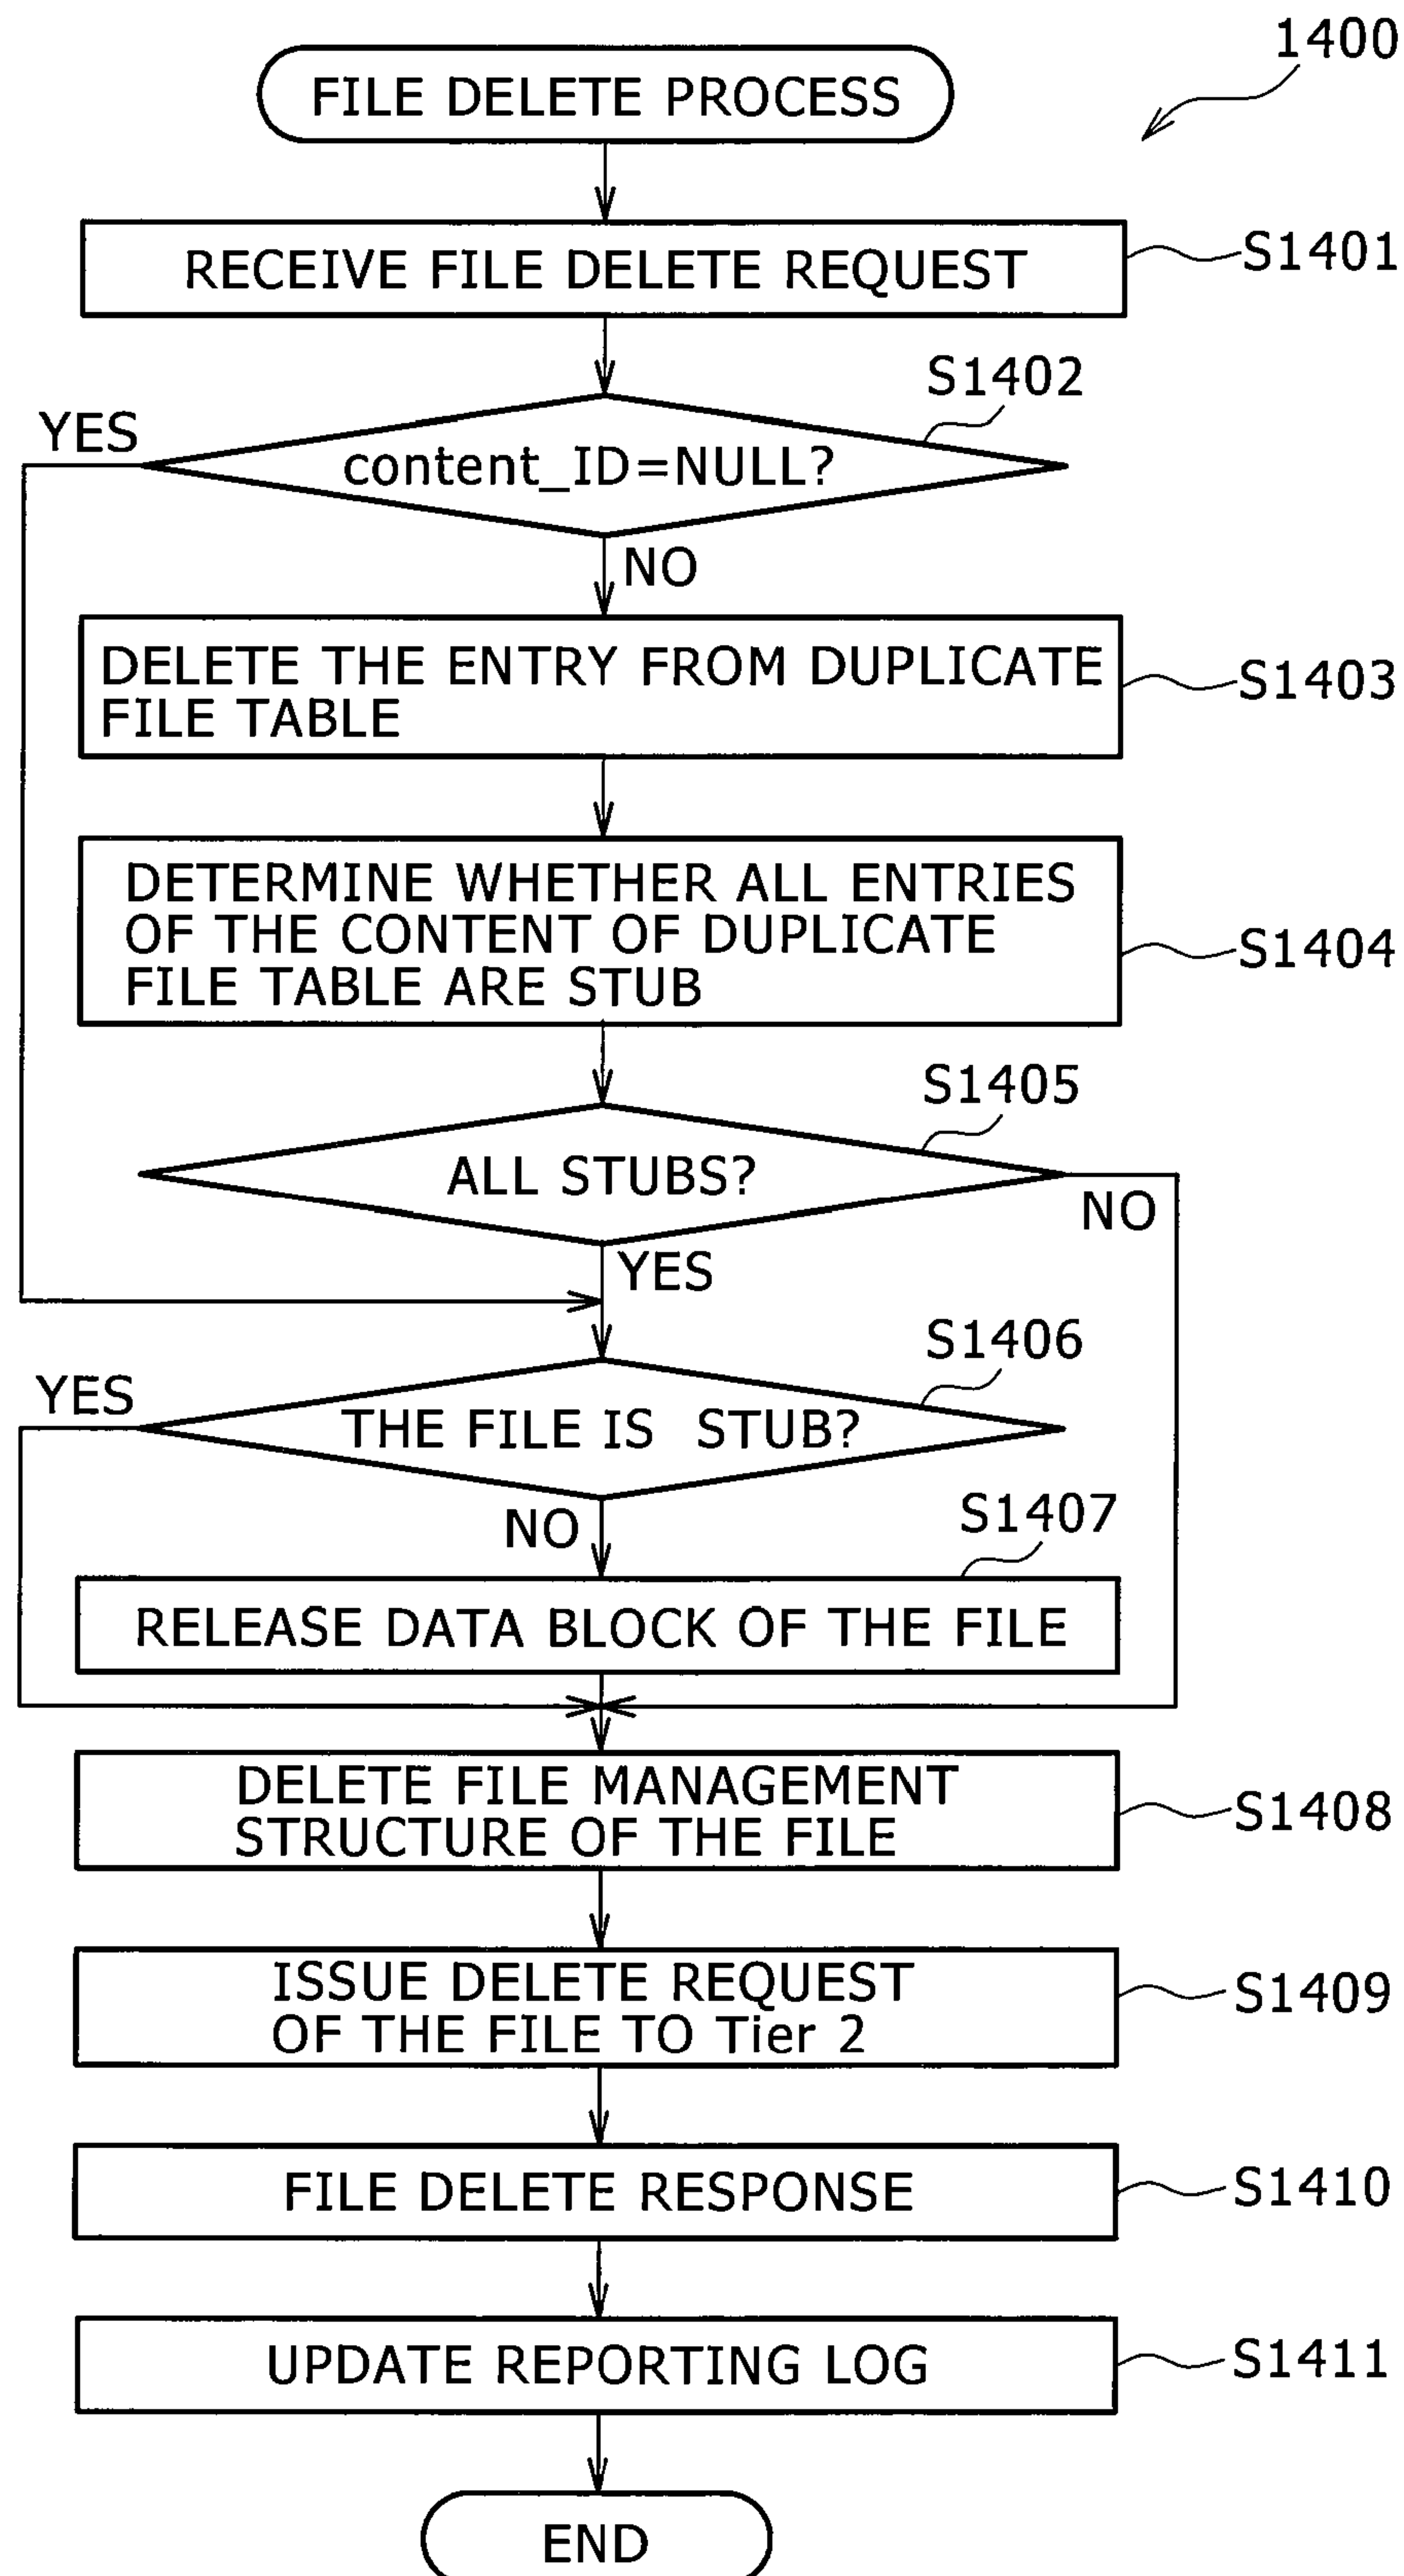 1400
FILE DELETE PROCESS
RECEIVE FILE DELETE REQUEST
S1401
S1402
YES
content_ID=NULL?
NO
DELETE THE ENTRY FROM DUPLICATE
FILE TABLE
S1403
DETERMINE WHETHER ALL ENTRIES
OF THE CONTENT OF DUPLICATE
FILE TABLE ARE STUB
S1404
S1405
ALL STUBS?
NO
YES
S1406
YES
THE FILE IS STUB?
NO
S1407
RELEASE DATA BLOCK OF THE FILE
DELETE FILE MANAGEMENT
STRUCTURE OF THE FILE
S1408
ISSUE DELETE REQUEST
OF THE FILE TO Tier 2
S1409
FILE DELETE RESPONSE
S1410
UPDATE REPORTING LOG
S1411
END